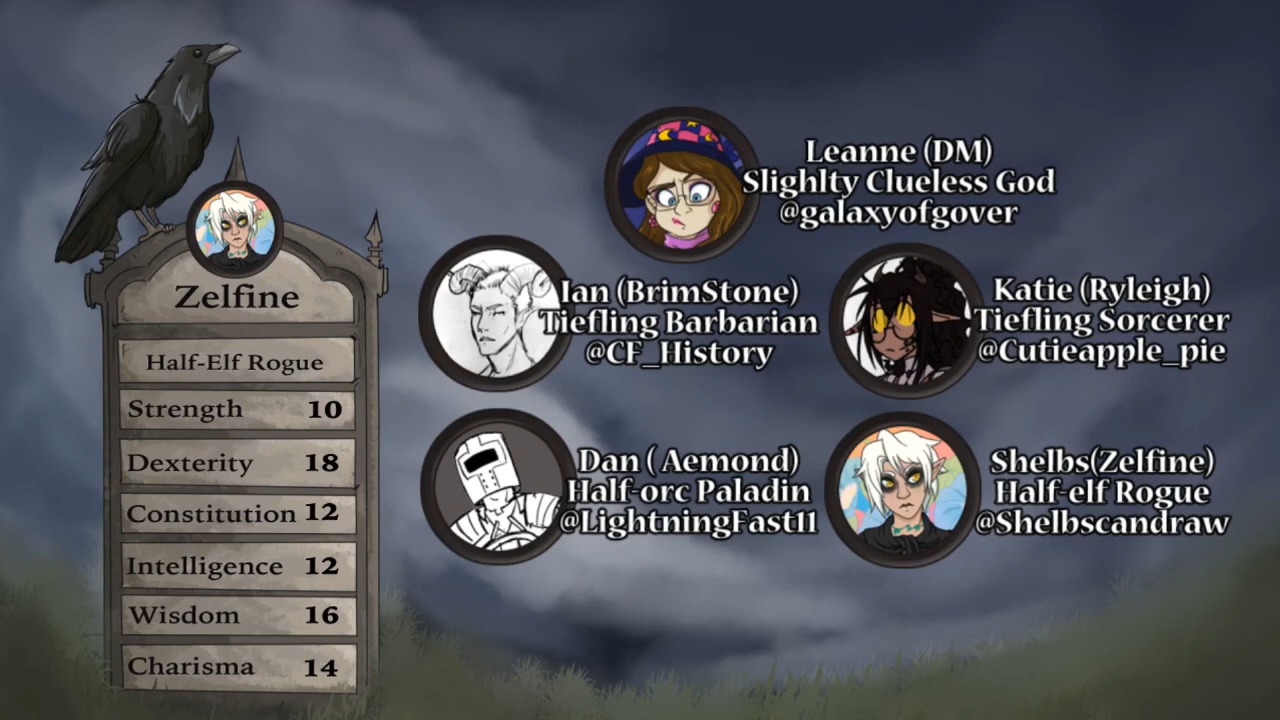 Zelfine
Half-Elf Rogue
Strength 10
Dexterity 18
Constitution 12
Intelligence 12
Wisdom 16
Charisma 14
Leanne (DM)
Slighlty Clueless God
@galaxyofgover
Ian (BrimStone)
Tiefling Barbarian
@CF_History
Katie (Ryleigh)
Tiefling Sorcerer
@Cutieapple_pie
Dan ( Aemond)
Half-orc Paladin
@LightningFast11
Shelbs(Zelfine)
Half-elf Rogue
@Shelbscandraw